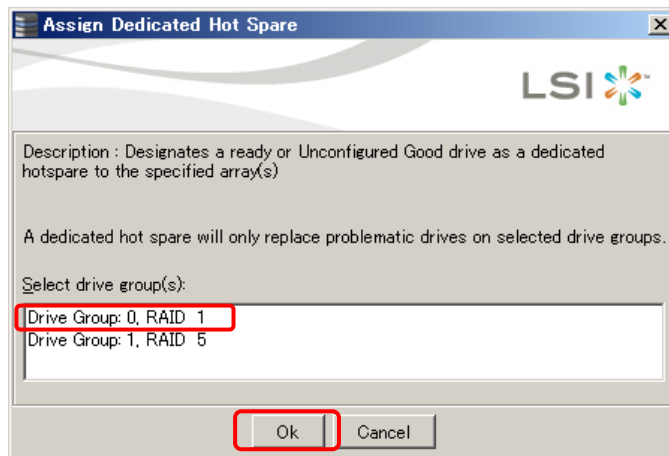 Assign Dedicated Hot Spare
LSI
Description : Designates a ready or Unconfigured Good drive as a dedicated
hotspare to the specified array(s)
A dedicated hot spare will only replace problematic drives on selected drive groups.
Select drive group(s):
Drive Group: 0, RAID 1
Drive Group: 1, RAID 5
Ok Cancel